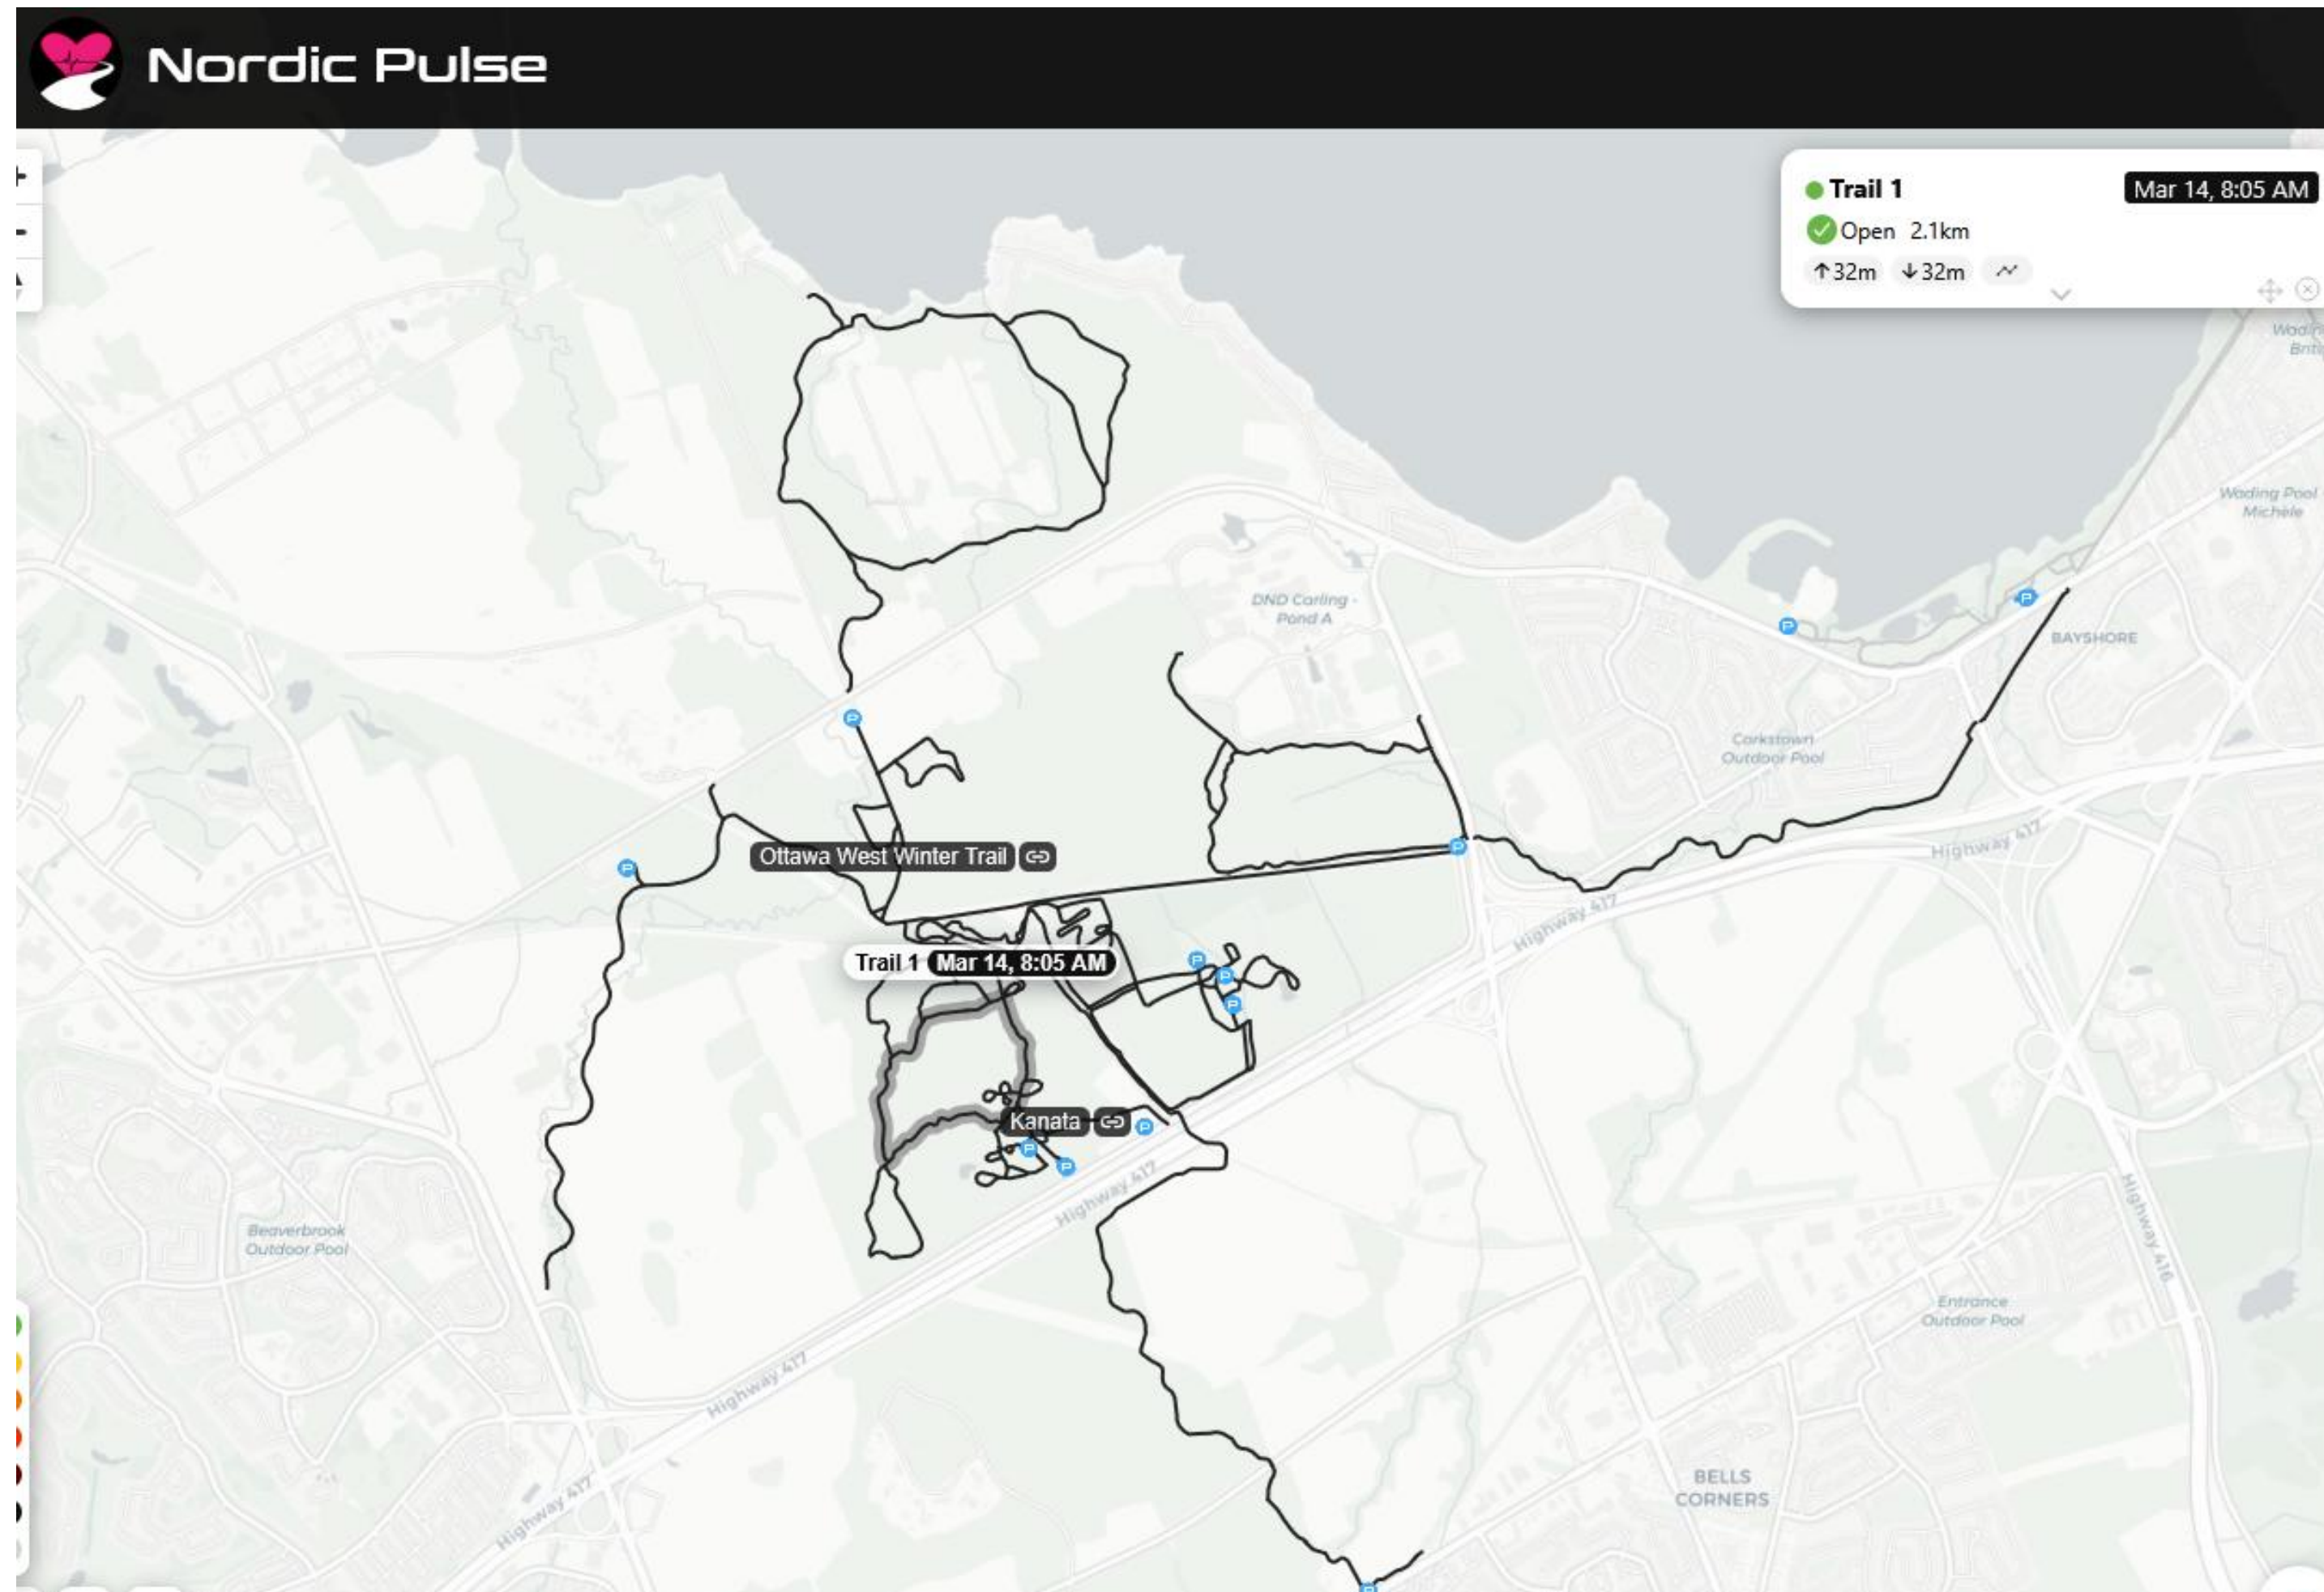 Nordic Pulse
Trail 1
Mar 14, 8:05 AM
Open 2.1km
↑32m ↓32m
Wading Pool
Michèle
DND Carling -
Pond A
BAYSHORE
Corkstown
Outdoor Pool
Ottawa West Winter Trail
Highway 417
Highway 417
Trail 1 Mar 14, 8:05 AM
Kanata
Highway 417
Highway 416
Beaverbrook
Outdoor Pool
Entrance
Outdoor Pool
Highway 417
BELLS
CORNERS
Highway 417
P
P
P
P
P
P
P
P
P
P
P